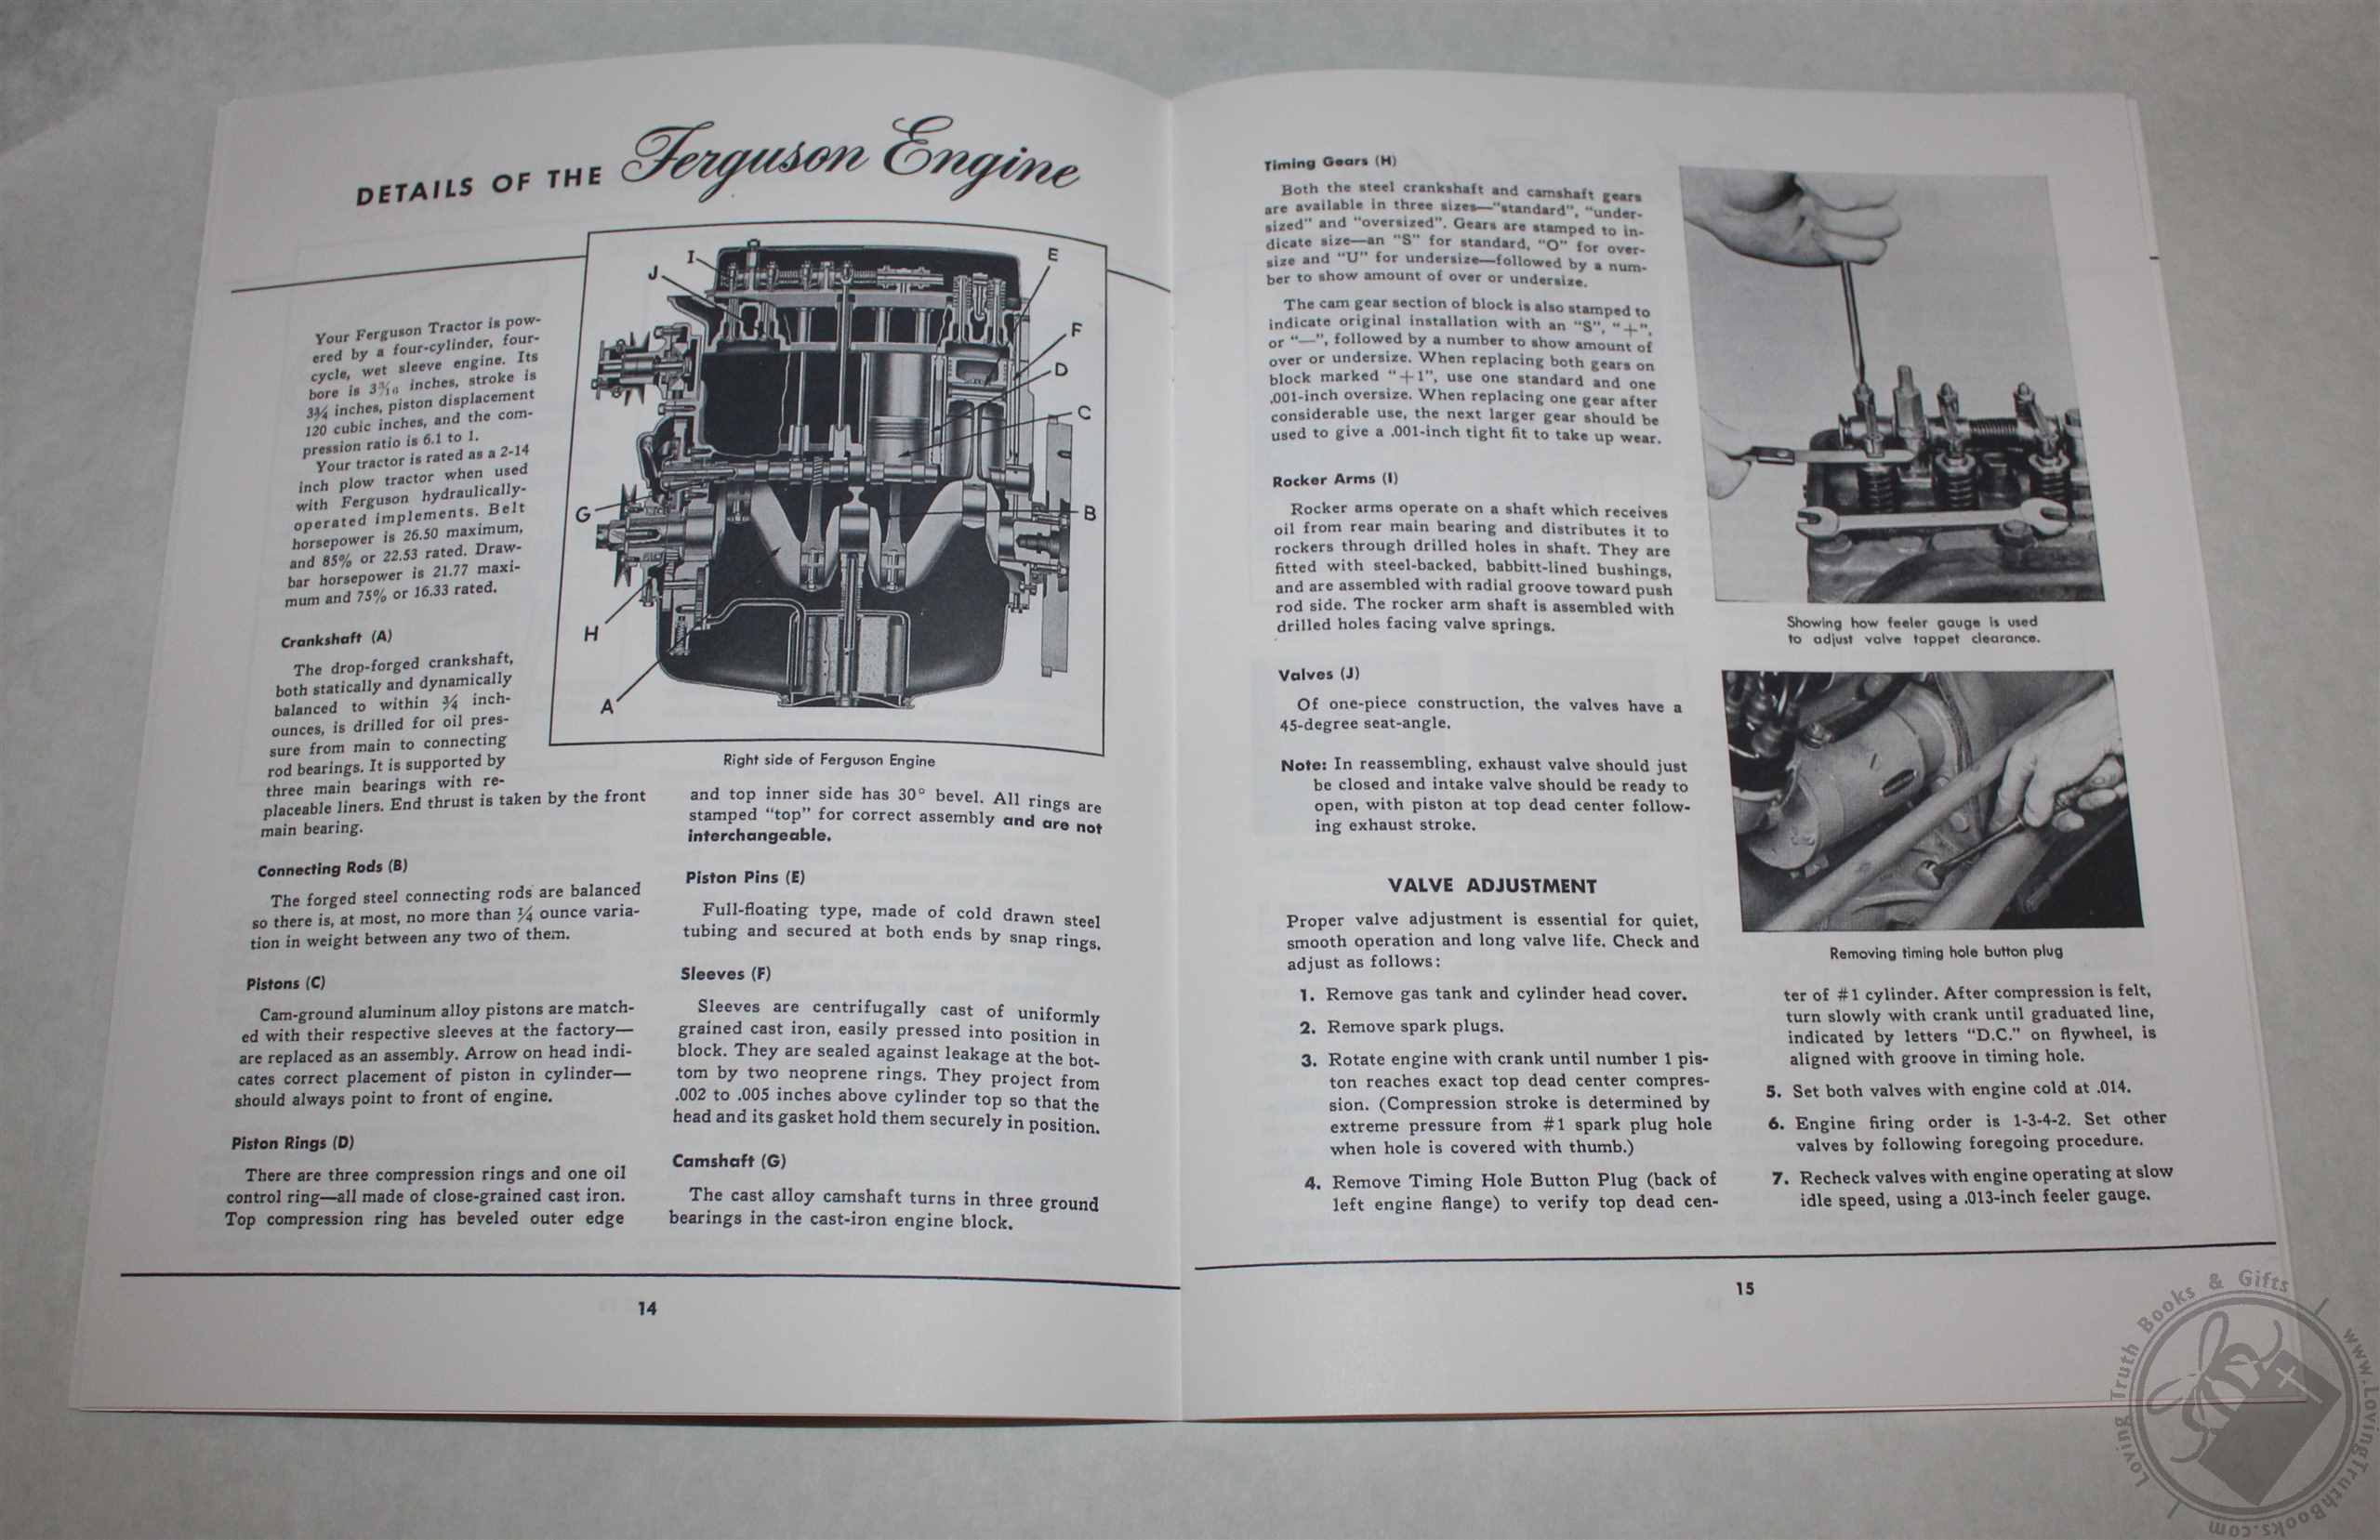 DETAILS OF THE Ferguson Engine
Your Ferguson Tractor is pow-
ered by a four-cylinder, four-
cycle, wet sleeve engine. Its
bore is 3 3/16 inches, stroke is
3¾ inches, piston displacement
120 cubic inches, and the com-
pression ratio is 6.1 to 1.
Your tractor is rated as a 2-14
inch plow tractor when used
with Ferguson hydraulically-
operated implements. Belt
horsepower is 26.50 maximum,
and 85% or 22.53 rated. Draw-
bar horsepower is 21.77 maxi-
mum and 75% or 16.33 rated.
Crankshaft (A)
The drop-forged crankshaft,
both statically and dynamically
balanced to within ¾ inch-
ounces, is drilled for oil pres-
sure from main to connecting
rod bearings. It is supported by
three main bearings with re-
placeable liners. End thrust is taken by the front
main bearing.
Connecting Rods (B)
The forged steel connecting rods are balanced
so there is, at most, no more than ¼ ounce varia-
tion in weight between any two of them.
Pistons (C)
Cam-ground aluminum alloy pistons are match-
ed with their respective sleeves at the factory—
are replaced as an assembly. Arrow on head indi-
cates correct placement of piston in cylinder—
should always point to front of engine.
Piston Rings (D)
There are three compression rings and one oil
control ring—all made of close-grained cast iron.
Top compression ring has beveled outer edge
I
J
E
F
D
C
G
B
H
A
Right side of Ferguson Engine
and top inner side has 30° bevel. All rings are
stamped "top" for correct assembly and are not
interchangeable.
Piston Pins (E)
Full-floating type, made of cold drawn steel
tubing and secured at both ends by snap rings.
Sleeves (F)
Sleeves are centrifugally cast of uniformly
grained cast iron, easily pressed into position in
block. They are sealed against leakage at the bot-
tom by two neoprene rings. They project from
.002 to .005 inches above cylinder top so that the
head and its gasket hold them securely in position.
Camshaft (G)
The cast alloy camshaft turns in three ground
bearings in the cast-iron engine block.
14
Timing Gears (H)
Both the steel crankshaft and camshaft gears
are available in three sizes—"standard", "under-
sized" and "oversized". Gears are stamped to in-
dicate size—an "S" for standard, "O" for over-
size and "U" for undersize—followed by a num-
ber to show amount of over or undersize.
The cam gear section of block is also stamped to
indicate original installation with an "S", "+",
or "—", followed by a number to show amount of
over or undersize. When replacing both gears on
block marked "+1", use one standard and one
.001-inch oversize. When replacing one gear after
considerable use, the next larger gear should be
used to give a .001-inch tight fit to take up wear.
Rocker Arms (I)
Rocker arms operate on a shaft which receives
oil from rear main bearing and distributes it to
rockers through drilled holes in shaft. They are
fitted with steel-backed, babbitt-lined bushings,
and are assembled with radial groove toward push
rod side. The rocker arm shaft is assembled with
drilled holes facing valve springs.
Valves (J)
Of one-piece construction, the valves have a
45-degree seat-angle.
Note: In reassembling, exhaust valve should just
be closed and intake valve should be ready to
open, with piston at top dead center follow-
ing exhaust stroke.
VALVE ADJUSTMENT
Proper valve adjustment is essential for quiet,
smooth operation and long valve life. Check and
adjust as follows:
1. Remove gas tank and cylinder head cover.
2. Remove spark plugs.
3. Rotate engine with crank until number 1 pis-
ton reaches exact top dead center compres-
sion. (Compression stroke is determined by
extreme pressure from #1 spark plug hole
when hole is covered with thumb.)
4. Remove Timing Hole Button Plug (back of
left engine flange) to verify top dead cen-
Showing how feeler gauge is used
to adjust valve tappet clearance.
Removing timing hole button plug
ter of #1 cylinder. After compression is felt,
turn slowly with crank until graduated line,
indicated by letters "D.C." on flywheel, is
aligned with groove in timing hole.
5. Set both valves with engine cold at .014.
6. Engine firing order is 1-3-4-2. Set other
valves by following foregoing procedure.
7. Recheck valves with engine operating at slow
idle speed, using a .013-inch feeler gauge.
15
Loving Truth Books & Gifts
www.LovingTruthBooks.com